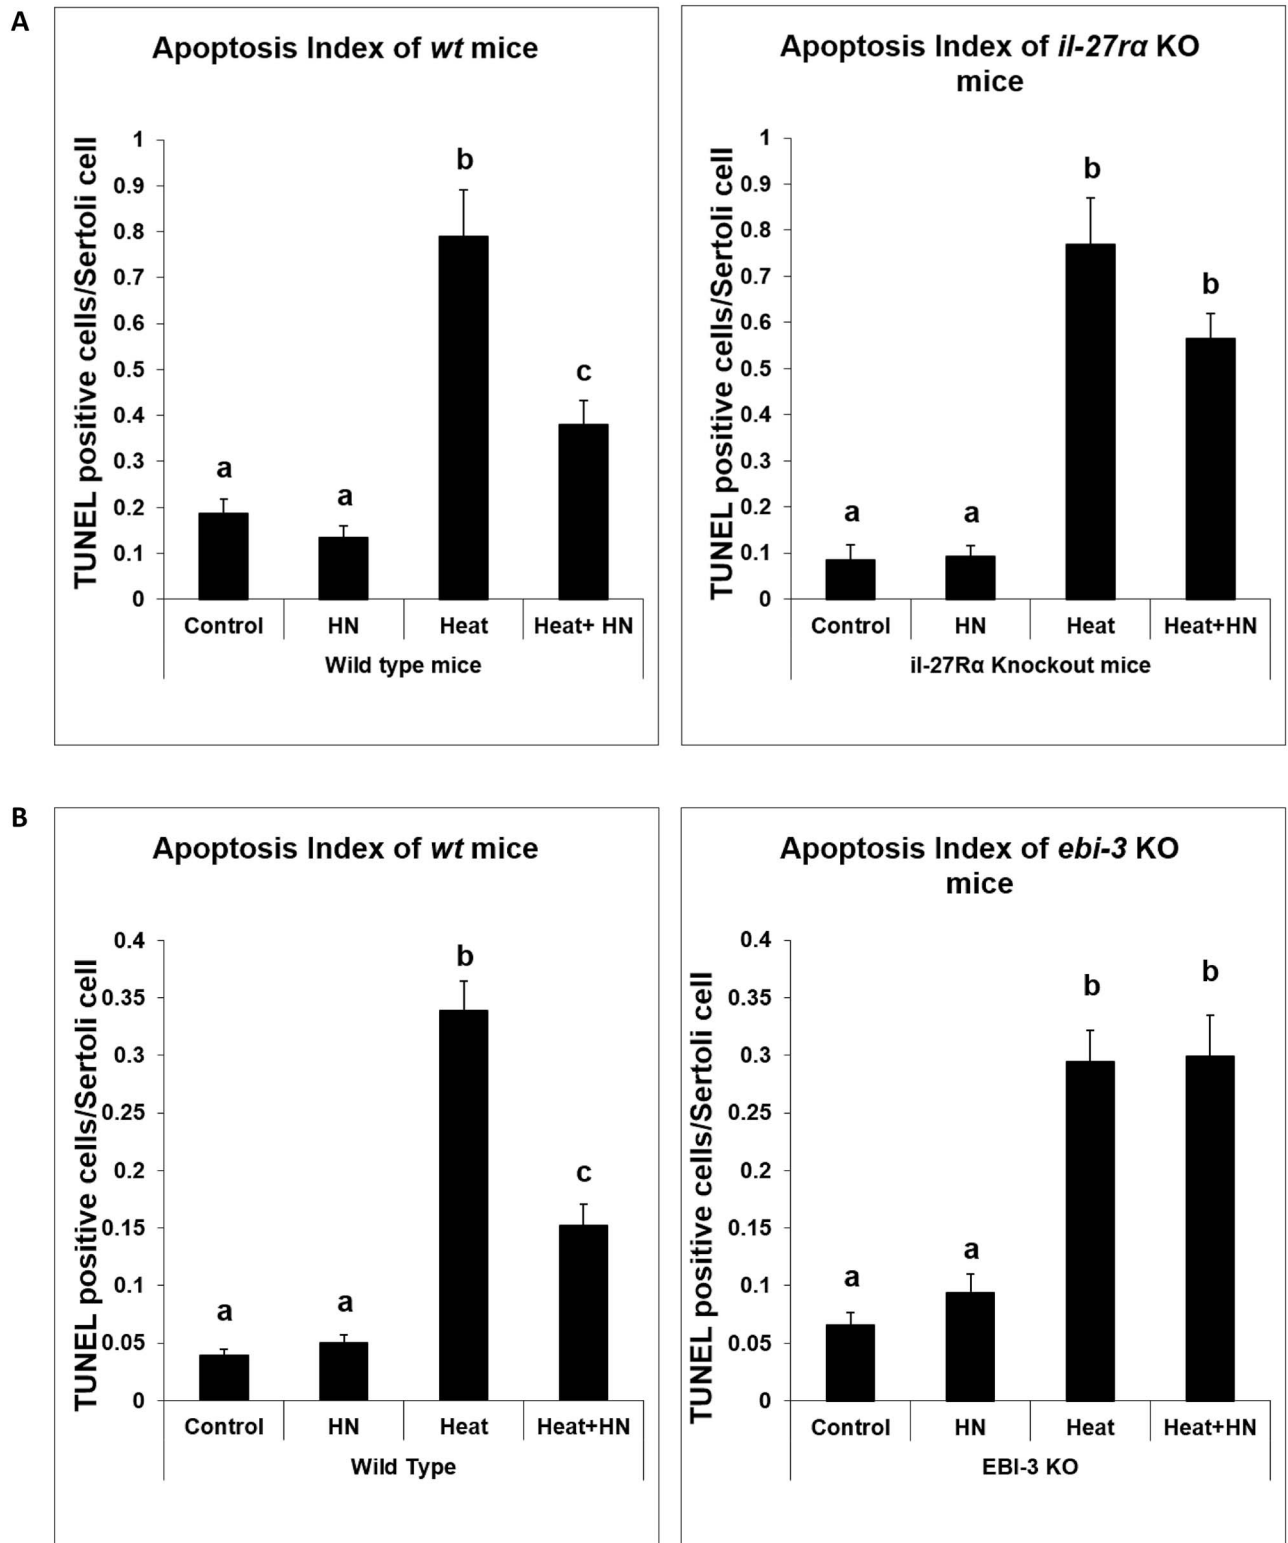 A
Apoptosis Index of wt mice
TUNEL positive cells/Sertoli cell
1
0.9
0.8
0.7
0.6
0.5
0.4
0.3
0.2
0.1
0
a
a
b
c
Control HN Heat Heat+ HN
Wild type mice
Apoptosis Index of il-27rα KO
mice
TUNEL positive cells/Sertoli cell
1
0.9
0.8
0.7
0.6
0.5
0.4
0.3
0.2
0.1
0
a
a
b
b
Control HN Heat Heat+HN
il-27Rα Knockout mice
B
Apoptosis Index of wt mice
TUNEL positive cells/Sertoli cell
0.4
0.35
0.3
0.25
0.2
0.15
0.1
0.05
0
a
a
b
c
Control HN Heat Heat+HN
Wild Type
Apoptosis Index of ebi-3 KO
mice
TUNEL positive cells/Sertoli cell
0.4
0.35
0.3
0.25
0.2
0.15
0.1
0.05
0
a
a
b
b
Control HN Heat Heat+HN
EBI-3 KO